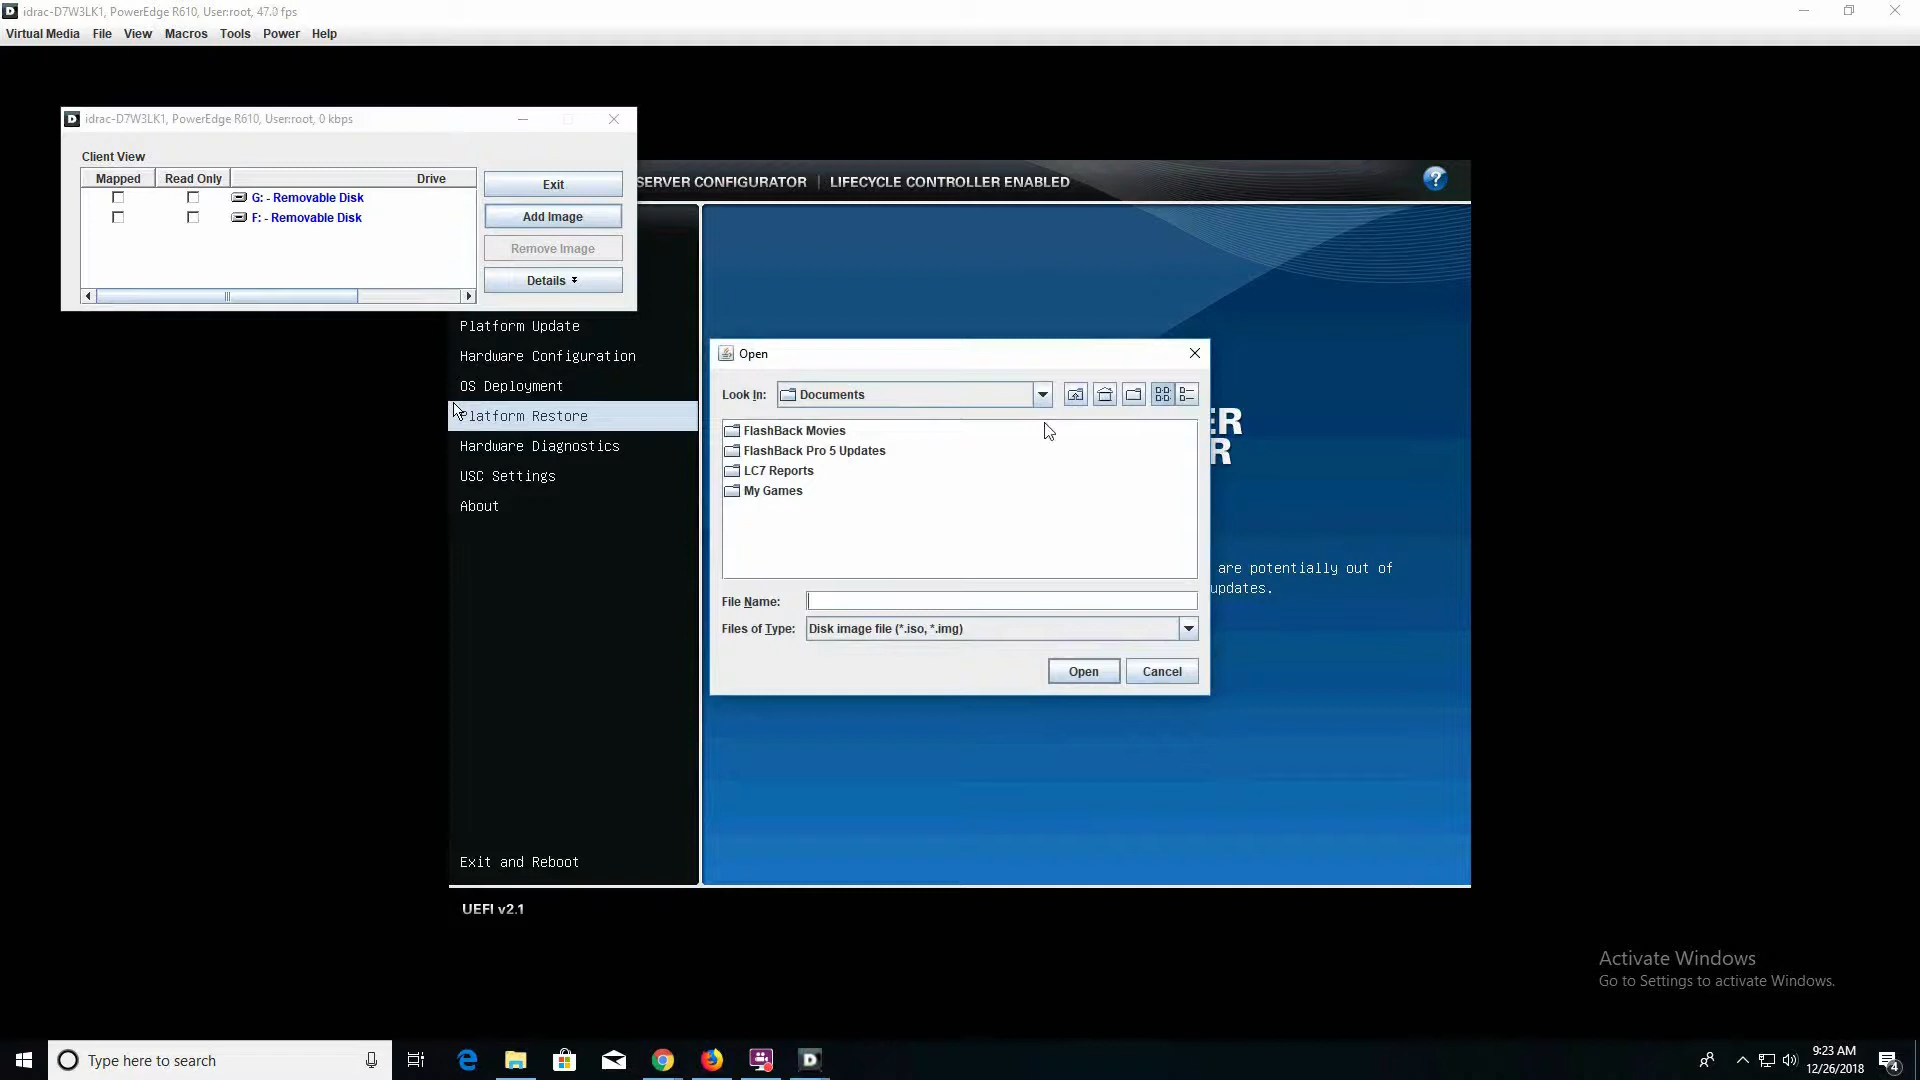 idrac-D7W3LK1, PowerEdge R610, User:root, 47.0 fps
Virtual Media File View Macros Tools Power Help
idrac-D7W3LK1, PowerEdge R610, User:root, 0 kbps
Client View
Mapped Read Only Drive
G: - Removable Disk
F: - Removable Disk
Exit
Add Image
Remove Image
Details
SERVER CONFIGURATOR | LIFECYCLE CONTROLLER ENABLED
?
Platform Update
Hardware Configuration
OS Deployment
Platform Restore
Hardware Diagnostics
USC Settings
About
Exit and Reboot
UEFI v2.1
Open
Look In: Documents
FlashBack Movies
FlashBack Pro 5 Updates
LC7 Reports
My Games
File Name:
Files of Type: Disk image file (*.iso, *.img)
Open Cancel
ER
R
are potentially out of
updates.
Activate Windows
Go to Settings to activate Windows.
Type here to search
9:23 AM
12/26/2018
4